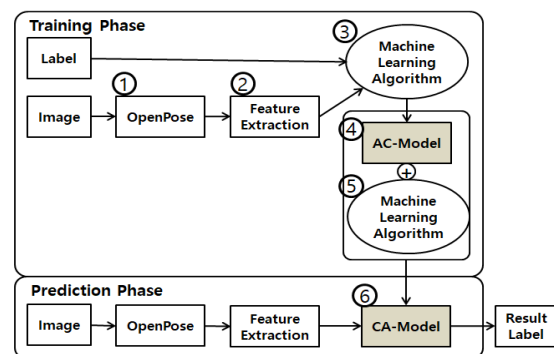 Training Phase
③
Label
Machine
Learning
Algorithm
①
②
Image
OpenPose
Feature
Extraction
④
AC-Model
+
⑤
Machine
Learning
Algorithm
Prediction Phase
⑥
Image
OpenPose
Feature
Extraction
CA-Model
Result
Label